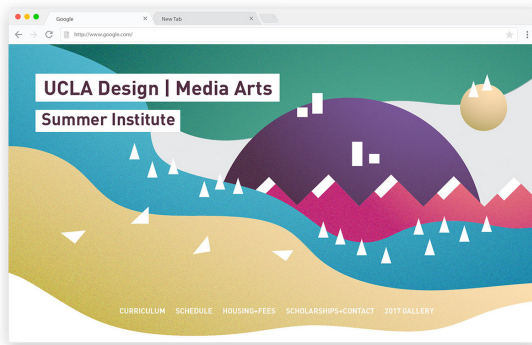 Google
New Tab
http://www.google.com/
UCLA Design | Media Arts
Summer Institute
CURRICULUM SCHEDULE HOUSING+FEES SCHOLARSHIPS+CONTACT 2017 GALLERY